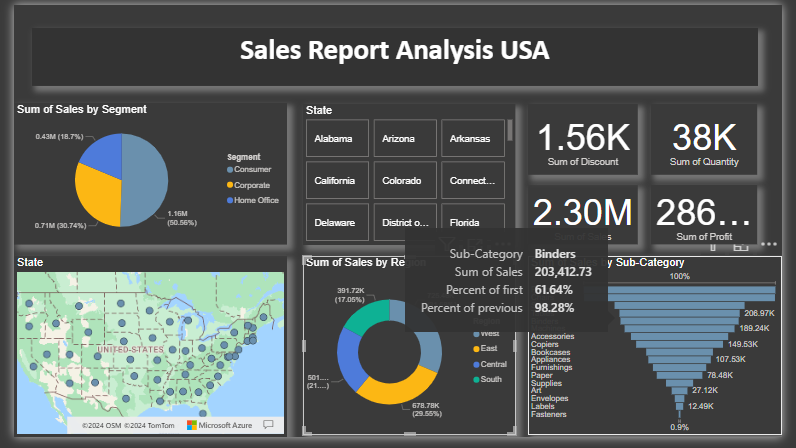 Sales Report Analysis USA
Sum of Sales by Segment
0.43M (18.7%)
0.71M (30.74%)
1.16M
(50.56%)
Segment
Consumer
Corporate
Home Office
State
Alabama
Arizona
Arkansas
California
Colorado
Connect...
Delaware
District o...
Florida
1.56K
Sum of Discount
38K
Sum of Quantity
2.30M
286...
Sum of Profit
State
UNITED STATES
©2024 OSM ©2024 TomTom
Microsoft Azure
Sum of Sales by Re
391.72K
(17.05%)
501....
(21....)
678.78K
(29.55%)
West
East
Central
South
Sub-Category Binders
Sum of Sales 203,412.73
Percent of first 61.64%
Percent of previous 98.28%
by Sub-Category
100%
206.97K
189.24K
Accessories
Copiers
149.53K
Bookcases
Appliances
107.53K
Furnishings
Paper
78.48K
Supplies
Art
27.12K
Envelopes
Labels
12.49K
Fasteners
0.9%